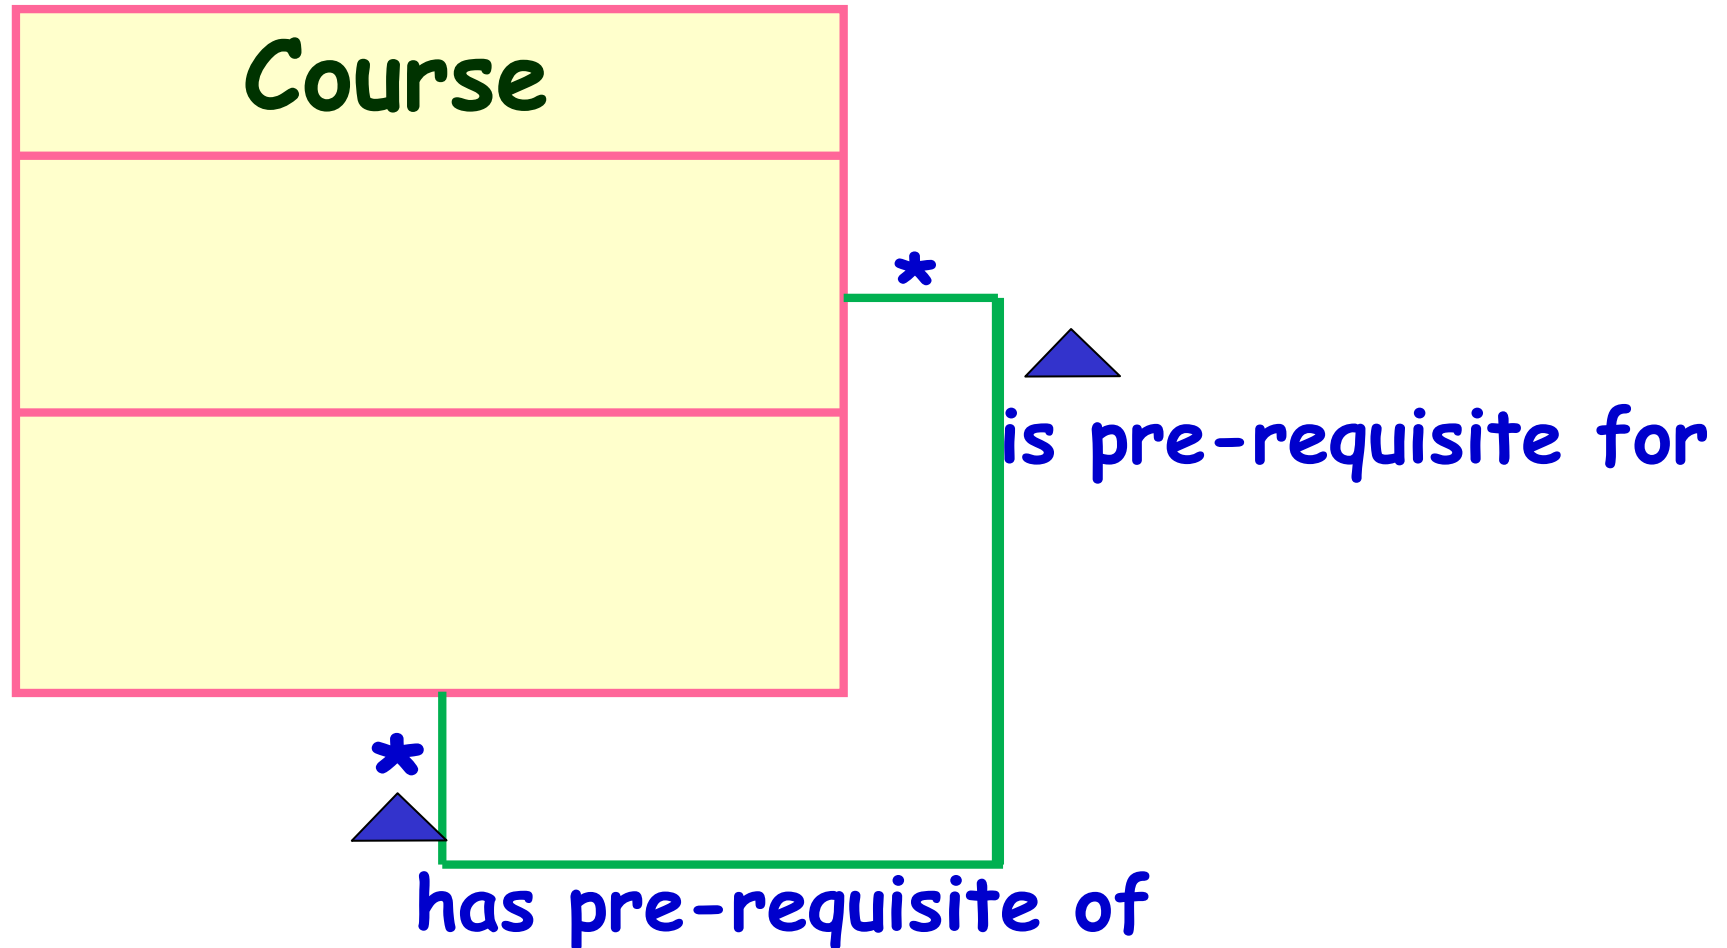 Course
*
is pre-requisite for
*
has pre-requisite of